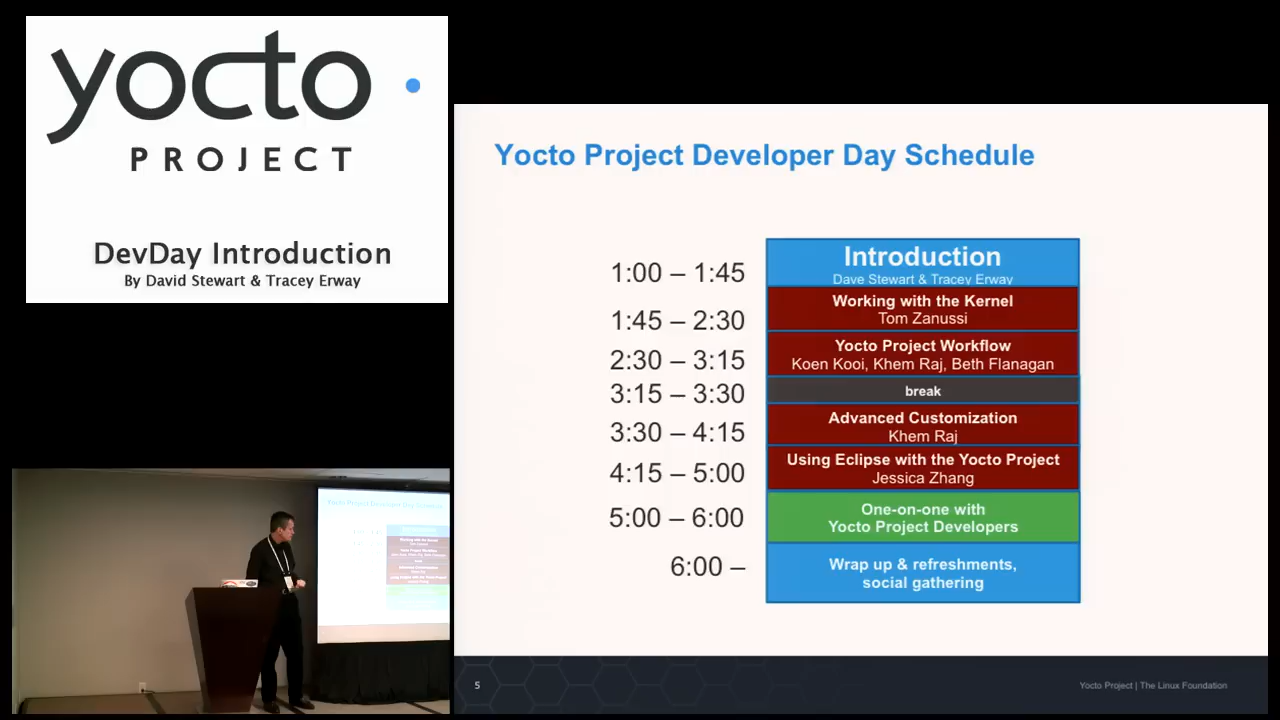 yocto
PROJECT
DevDay Introduction
By David Stewart & Tracey Erway
Yocto Project Developer Day Schedule
1:00 – 1:45
Introduction
Dave Stewart & Tracey Erway
1:45 – 2:30
Working with the Kernel
Tom Zanussi
2:30 – 3:15
Yocto Project Workflow
Koen Kooi, Khem Raj, Beth Flanagan
3:15 – 3:30
break
3:30 – 4:15
Advanced Customization
Khem Raj
4:15 – 5:00
Using Eclipse with the Yocto Project
Jessica Zhang
5:00 – 6:00
One-on-one with
Yocto Project Developers
6:00 –
Wrap up & refreshments,
social gathering
5
Yocto Project | The Linux Foundation
Yocto Project Developer Day Schedule